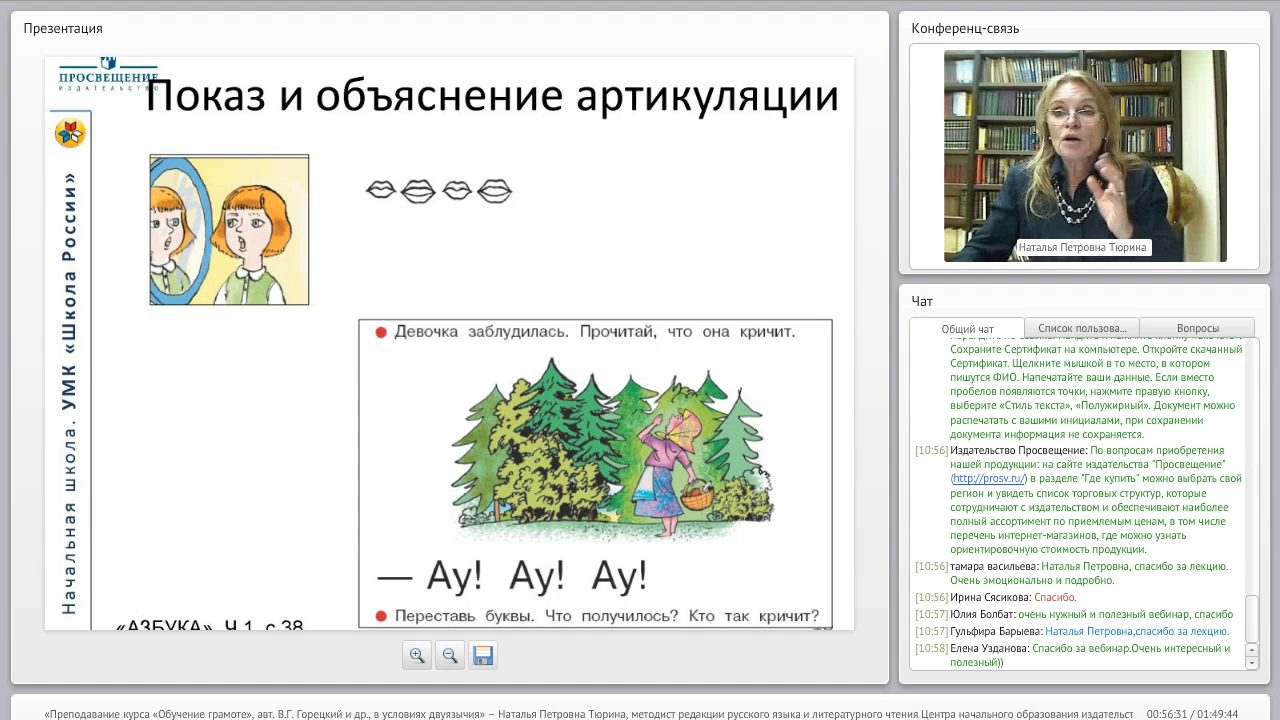 Презентация
ПРОСВЕЩЕНИЕ
ИЗДАТЕЛЬСТВО
Показ и объяснение артикуляции
Начальная школа. УМК «Школа России»
Девочка заблудилась. Прочитай, что она кричит.
— Ау! Ау! Ау!
Переставь буквы. Что получилось? Кто так кричит?
«АЗБУКА», Ч.1, с.38
Конференц-связь
Наталья Петровна Тюрина
Чат
Общий чат
Список пользова...
Вопросы
Сохраните Сертификат на компьютере. Откройте скачанный
Сертификат. Щелкните мышкой в то место, в котором
пишутся ФИО. Напечатайте ваши данные. Если вместо
пробелов появляются точки, нажмите правую кнопку,
выберите «Стиль текста», «Полужирный». Документ можно
распечатать с вашими инициалами, при сохранении
документа информация не сохраняется.
[10:56] Издательство Просвещение: По вопросам приобретения
нашей продукции: на сайте издательства "Просвещение"
(http://prosv.ru/) в разделе "Где купить" можно выбрать свой
регион и увидеть список торговых структур, которые
сотрудничают с издательством и обеспечивают наиболее
полный ассортимент по приемлемым ценам, в том числе
перечень интернет-магазинов, где можно узнать
ориентировочную стоимость продукции.
[10:56] тамара васильева: Наталья Петровна, спасибо за лекцию.
Очень эмоционально и подробно.
[10:56] Ирина Сясикова: Спасибо.
[10:57] Юлия Болбат: очень нужный и полезный вебинар, спасибо
[10:57] Гульфира Барыева: Наталья Петровна,спасибо за лекцию.
[10:58] Елена Узданова: Спасибо за вебинар.Очень интересный и
полезный))
«Преподавание курса «Обучение грамоте», авт. В.Г. Горецкий и др., в условиях двуязычия» – Наталья Петровна Тюрина, методист редакции русского языка и литературного чтения Центра начального образования издательст
00:56:31 / 01:49:44